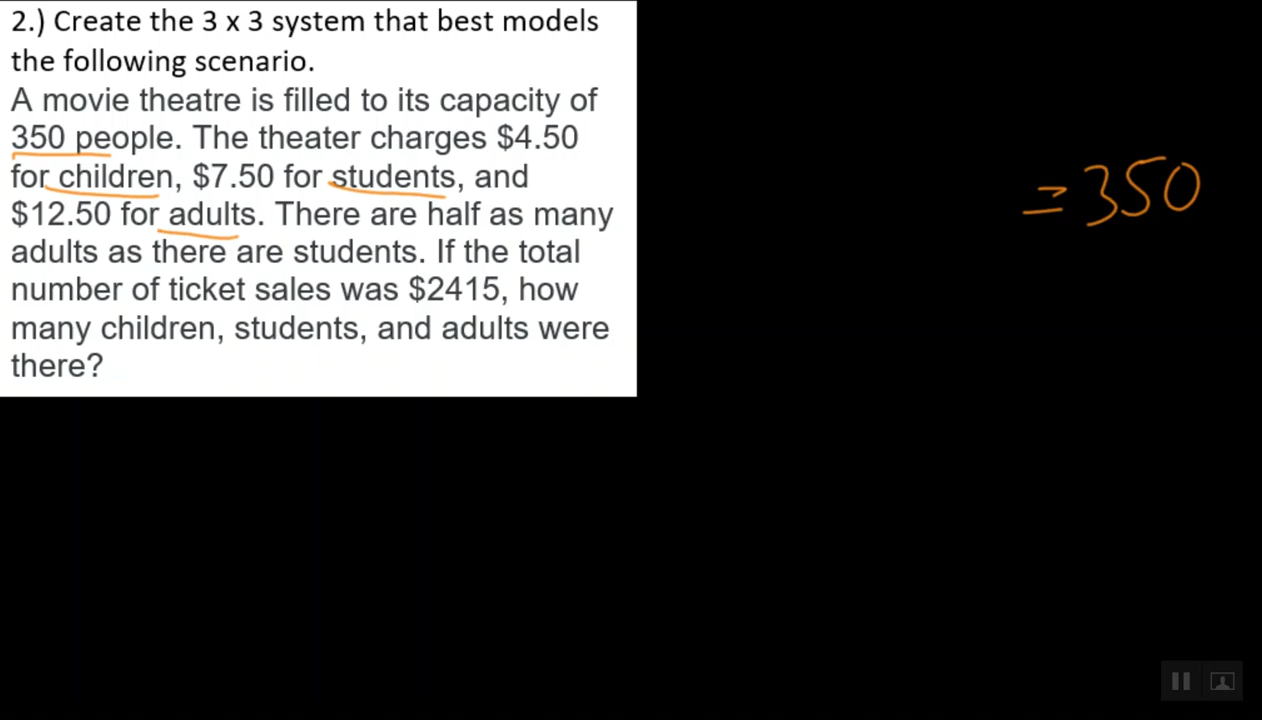 2.) Create the 3 x 3 system that best models
the following scenario.
A movie theatre is filled to its capacity of
350 people. The theater charges $4.50
for children, $7.50 for students, and
$12.50 for adults. There are half as many
adults as there are students. If the total
number of ticket sales was $2415, how
many children, students, and adults were
there?
= 350